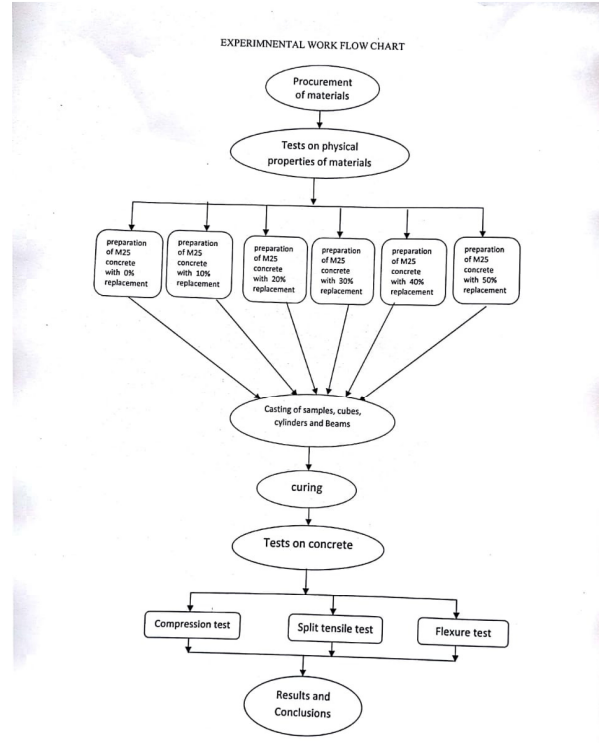 EXPERIMNENTAL WORK FLOW CHART
Procurement
of materials
Tests on physical
properties of materials
preparation
of M25
concrete
with 0%
replacement
preparation
of M25
concrete
with 10%
replacement
preparation
of M25
concrete
with 20%
replacement
preparation
of M25
concrete
with 30%
replacement
preparation
of M25
concrete
with 40%
replacement
preparation
of M25
concrete
with 50%
replacement
Casting of samples, cubes,
cylinders and Beams
curing
Tests on concrete
Compression test
Split tensile test
Flexure test
Results and
Conclusions